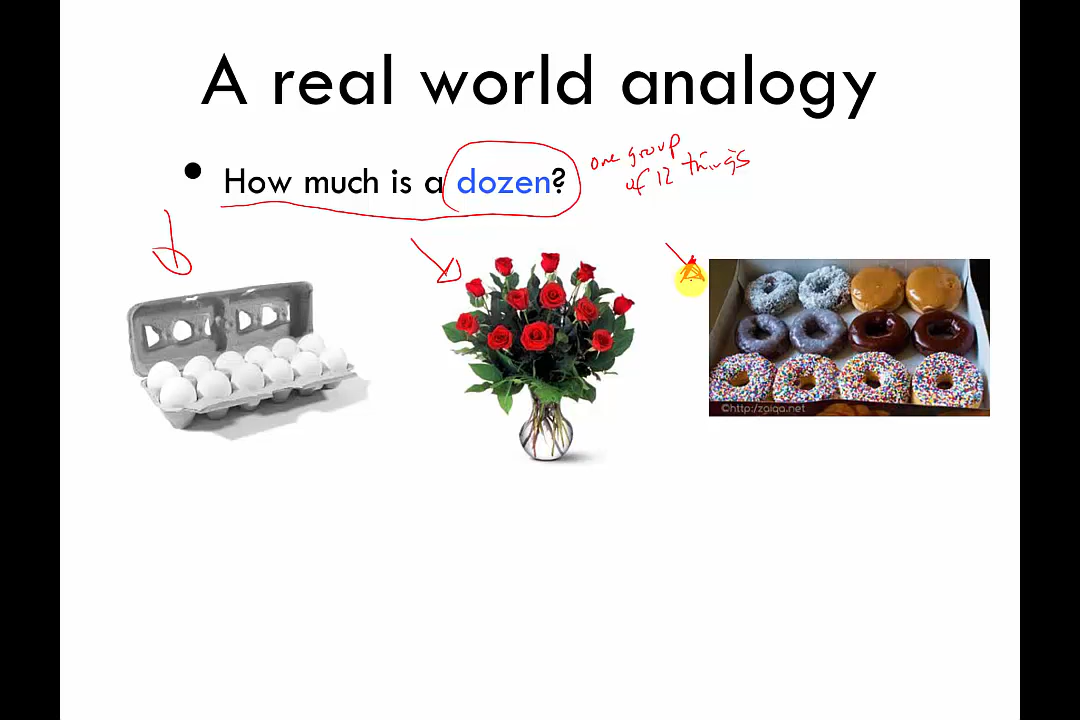 A real world analogy
• How much is a dozen?
one group
of 12 things
©http:/zaiqa.net